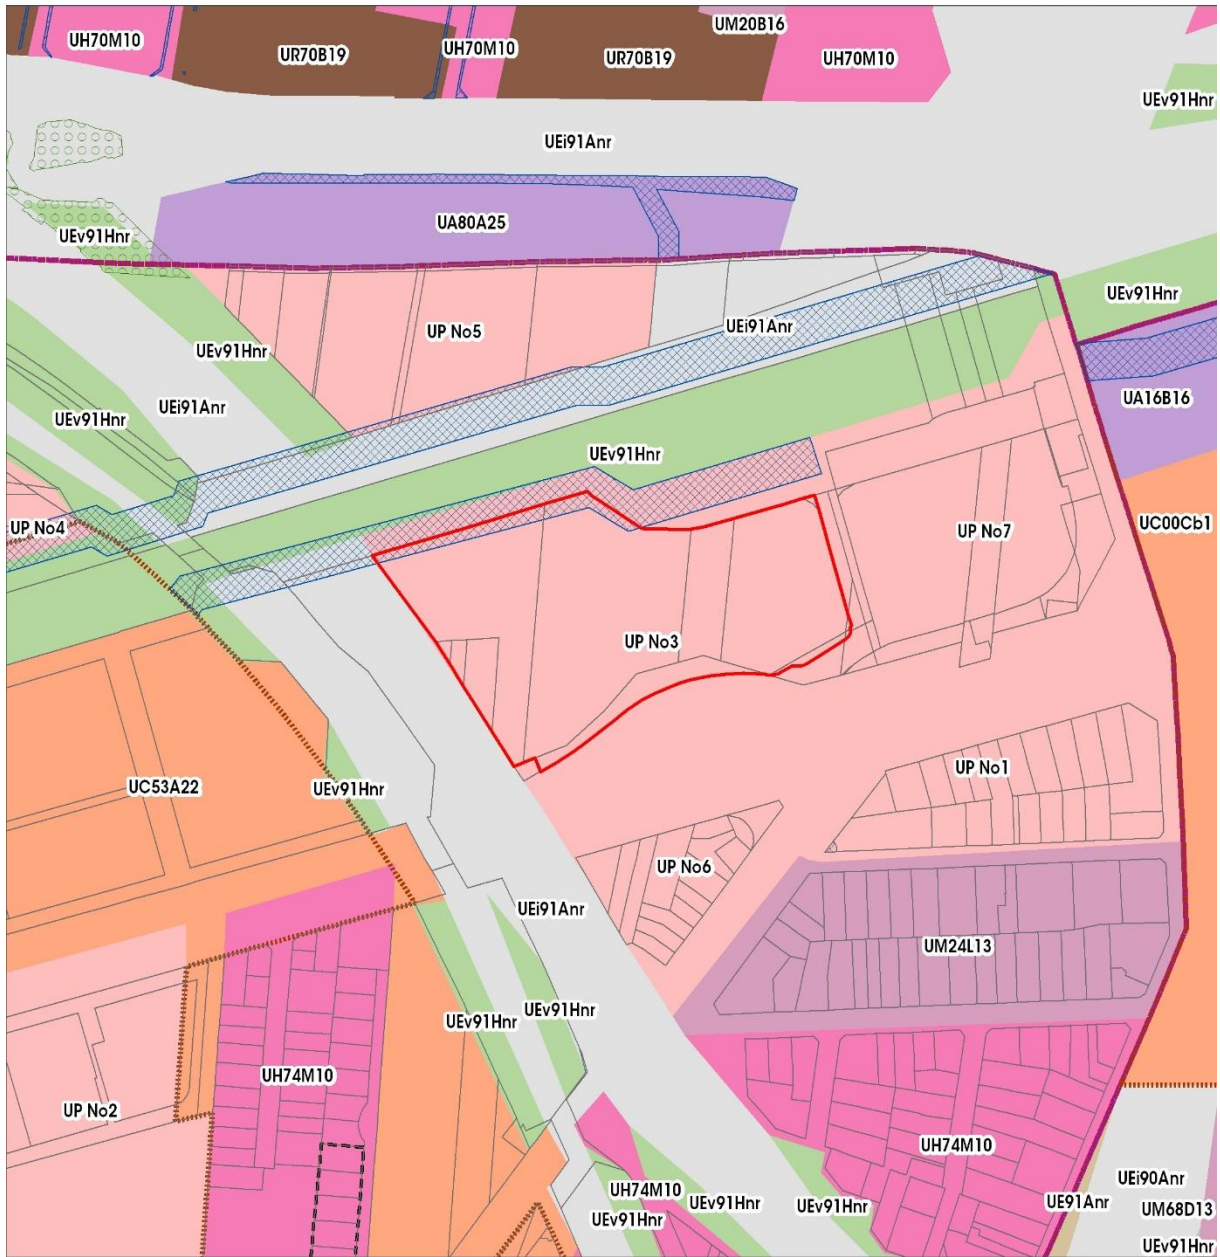 UM20B16
UH70M10
UR70B19
UH70M10
UR70B19
UH70M10
UEv91Hnr
UEi91Anr
UA80A25
UEv91Hnr
UEv91Hnr
UEi91Anr
UP No5
UEv91Hnr
UA16B16
UEi91Anr
UEv91Hnr
UEv91Hnr
UP No4
UC00Cb1
UP No7
UP No3
UP No1
UC53A22
UEv91Hnr
UP No6
UEi91Anr
UM24L13
UEv91Hnr
UEv91Hnr
UH74M10
UP No2
UH74M10
UEi90Anr
UH74M10
UEv91Hnr
UEv91Hnr
UE91Anr
UM68D13
UEv91Hnr
UEv91Hnr